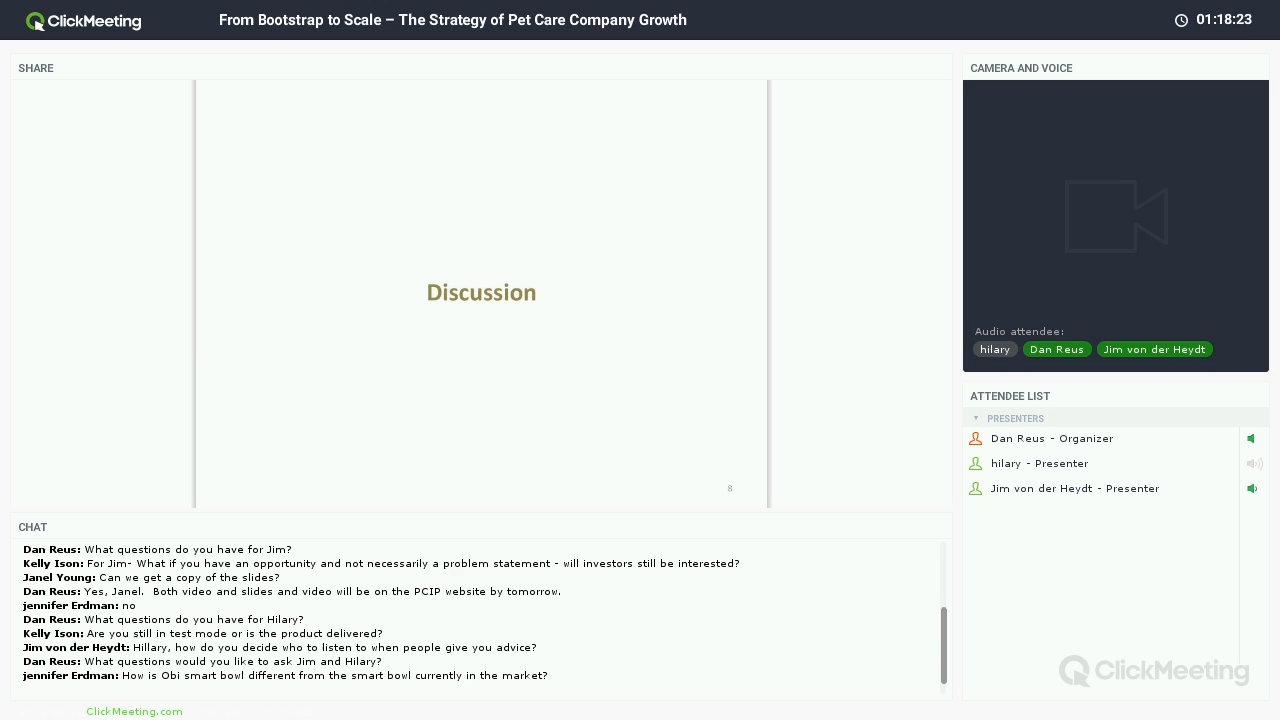 ClickMeeting
From Bootstrap to Scale – The Strategy of Pet Care Company Growth
01:18:23
SHARE
Discussion
8
CHAT
Dan Reus: What questions do you have for Jim?
Kelly Ison: For Jim- What if you have an opportunity and not necessarily a problem statement - will investors still be interested?
Janel Young: Can we get a copy of the slides?
Dan Reus: Yes, Janel.  Both video and slides and video will be on the PCIP website by tomorrow.
jennifer Erdman: no
Dan Reus: What questions do you have for Hilary?
Kelly Ison: Are you still in test mode or is the product delivered?
Jim von der Heydt: Hillary, how do you decide who to listen to when people give you advice?
Dan Reus: What questions would you like to ask Jim and Hilary?
jennifer Erdman: How is Obi smart bowl different from the smart bowl currently in the market?
ClickMeeting.com
CAMERA AND VOICE
Audio attendee:
hilary Dan Reus Jim von der Heydt
ATTENDEE LIST
PRESENTERS
Dan Reus - Organizer
hilary - Presenter
Jim von der Heydt - Presenter
ClickMeeting